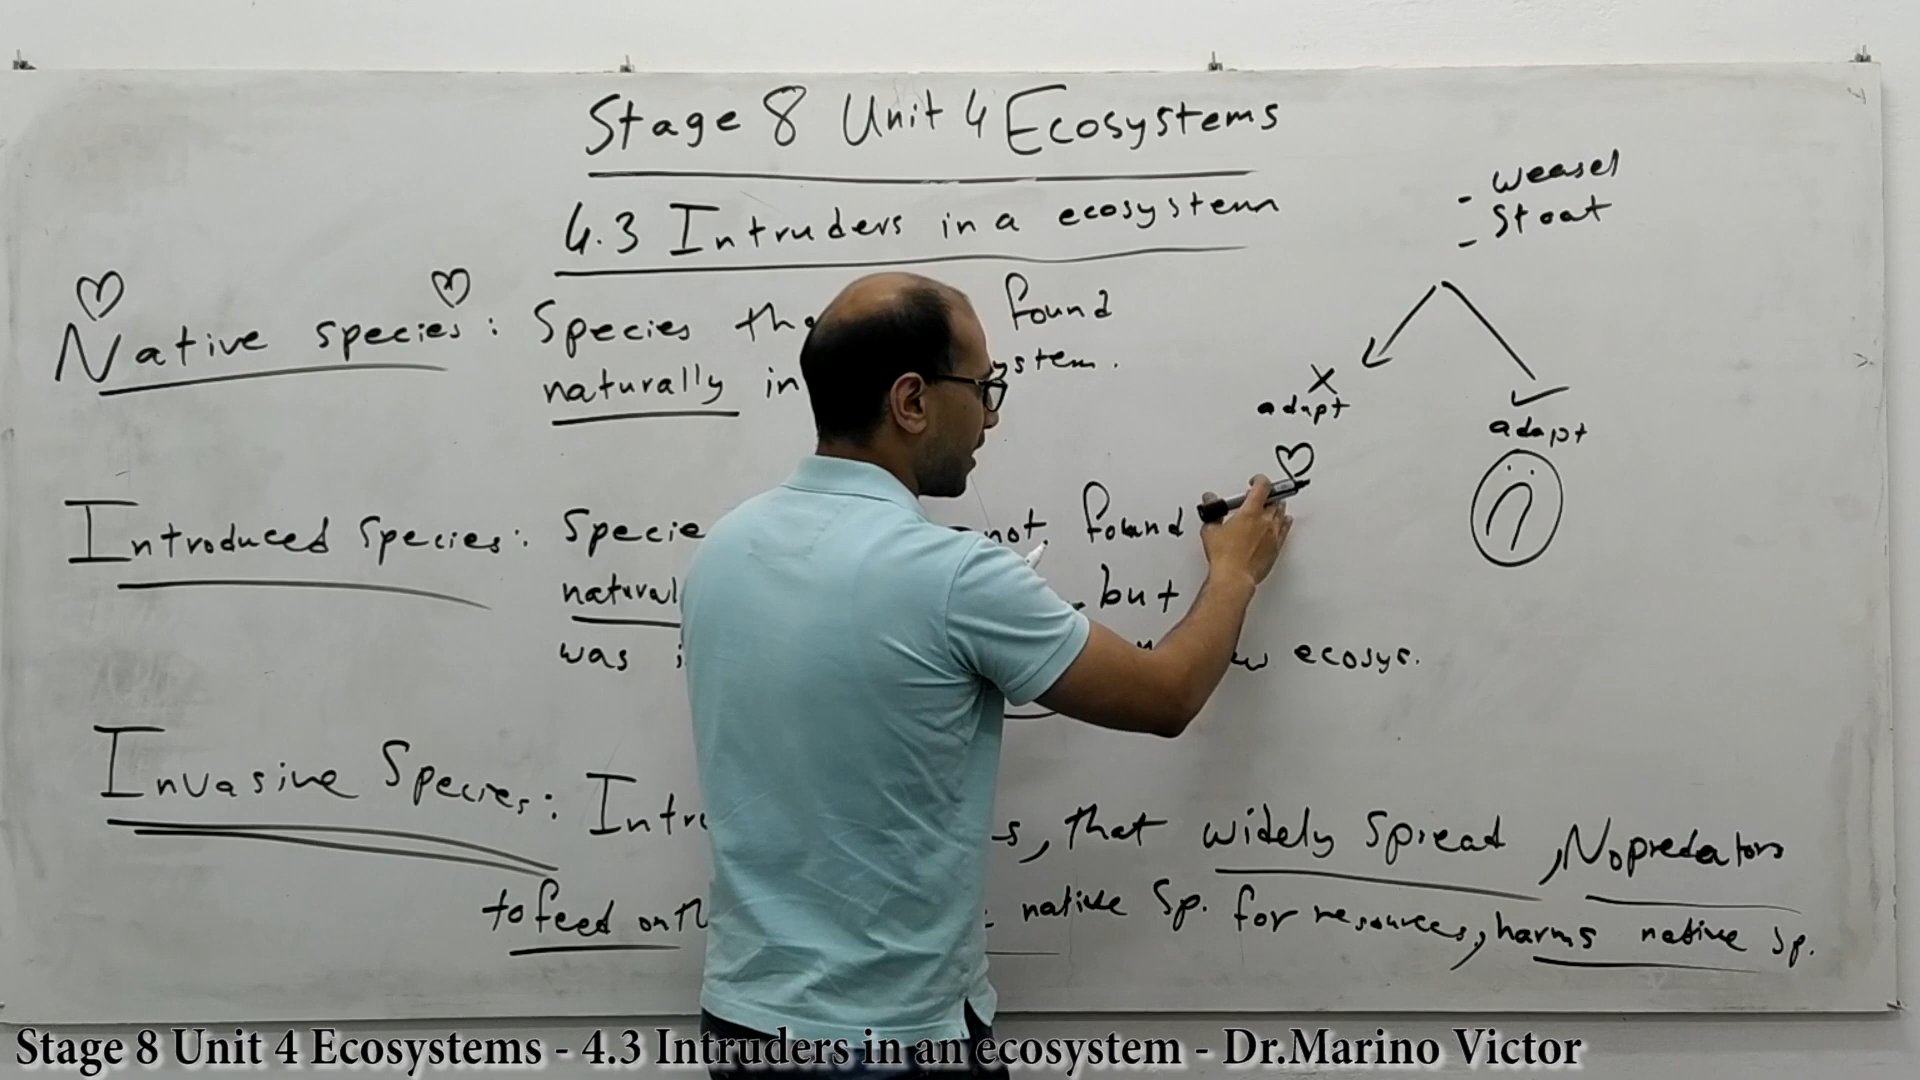 Stage 8 Unit 4 Ecosystems
4.3 Intruders in a ecosystem
- weasel
- Stoat
Native species: Species found
naturally in ystem.
X
adapt
adapt
Introduced Species: Specie not found
natural but
was ecosys.
Invasive Species: Intr s, that widely Spread, No predators
to feed on th native Sp. for resources, harms native sp.
Stage 8 Unit 4 Ecosystems - 4.3 Intruders in an ecosystem - Dr.Marino Victor